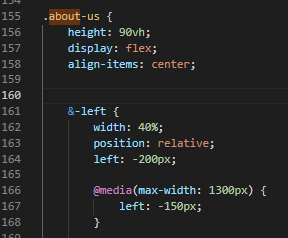 155 .about-us {
156 height: 90vh;
157 display: flex;
158 align-items: center;
159
160
161 &-left {
162 width: 40%;
163 position: relative;
164 left: -200px;
165
166 @media(max-width: 1300px) {
167 left: -150px;
168 }